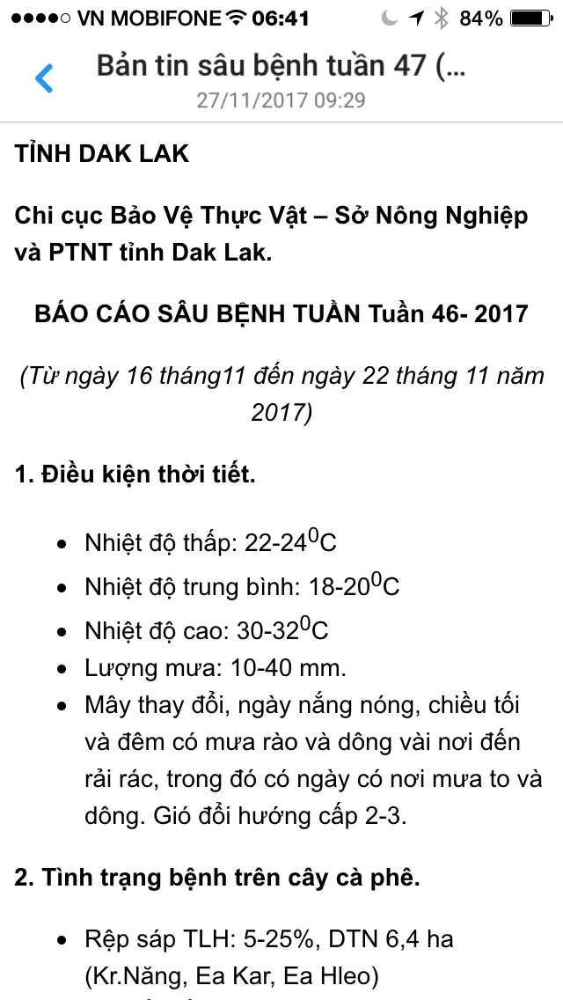 VN MOBIFONE 06:41 84%
Bản tin sâu bệnh tuần 47 (...
27/11/2017 09:29
TỈNH DAK LAK
Chi cục Bảo Vệ Thực Vật – Sở Nông Nghiệp
và PTNT tỉnh Dak Lak.
BÁO CÁO SÂU BỆNH TUẦN Tuần 46- 2017
(Từ ngày 16 tháng11 đến ngày 22 tháng 11 năm
2017)
1. Điều kiện thời tiết.
• Nhiệt độ thấp: 22-24⁰C
• Nhiệt độ trung bình: 18-20⁰C
• Nhiệt độ cao: 30-32⁰C
• Lượng mưa: 10-40 mm.
• Mây thay đổi, ngày nắng nóng, chiều tối
và đêm có mưa rào và dông vài nơi đến
rải rác, trong đó có ngày có nơi mưa to và
dông. Gió đổi hướng cấp 2-3.
2. Tình trạng bệnh trên cây cà phê.
• Rệp sáp TLH: 5-25%, DTN 6,4 ha
(Kr.Năng, Ea Kar, Ea Hleo)